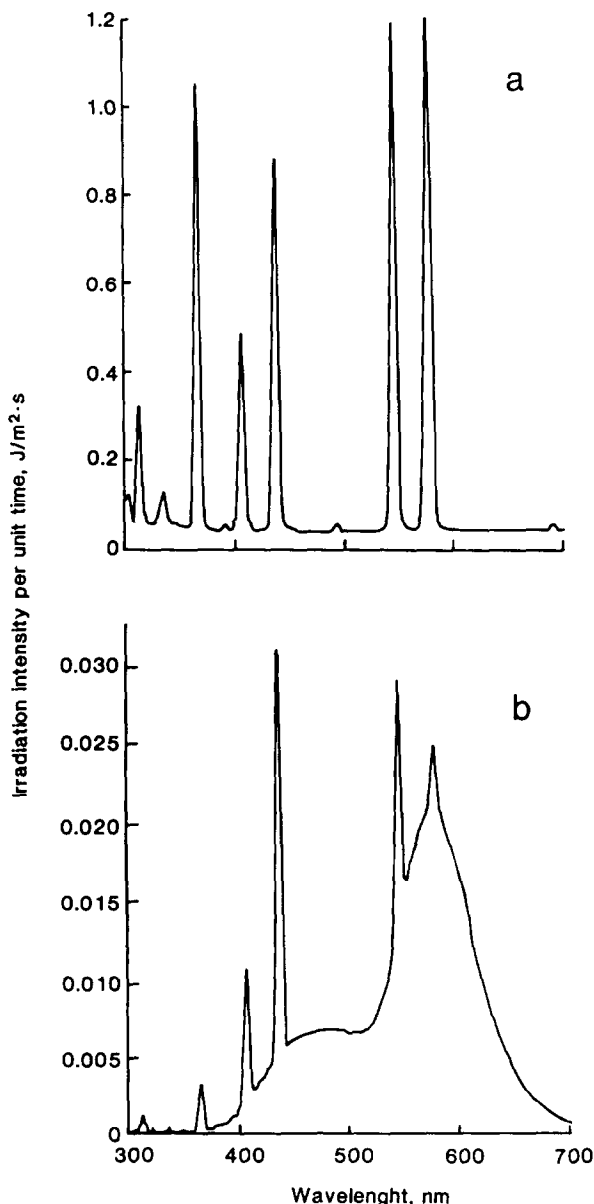 1.2
a
1.0
0.8
0.6
0.4
0.2
0
Irradiation intensity per unit time, J/m²·s
0.030
b
0.025
0.020
0.015
0.010
0.005
0
300 400 500 600 700
Wavelenght, nm